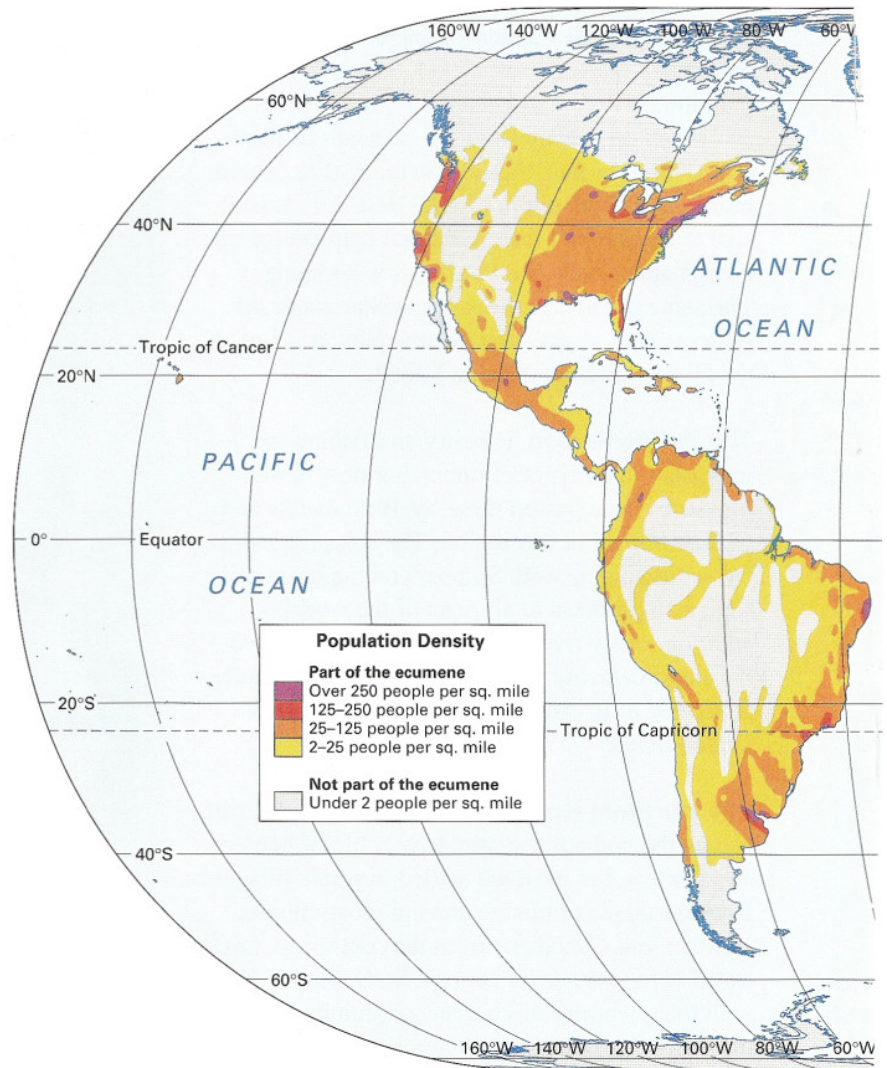 160°W 140°W 120°W 100°W 80°W 60°W
60°N
40°N
ATLANTIC
OCEAN
Tropic of Cancer
20°N
PACIFIC
0° Equator
OCEAN
Population Density
Part of the ecumene
Over 250 people per sq. mile
125–250 people per sq. mile
25–125 people per sq. mile
2–25 people per sq. mile
Not part of the ecumene
Under 2 people per sq. mile
20°S
Tropic of Capricorn
40°S
60°S
160°W 140°W 120°W 100°W 80°W 60°W